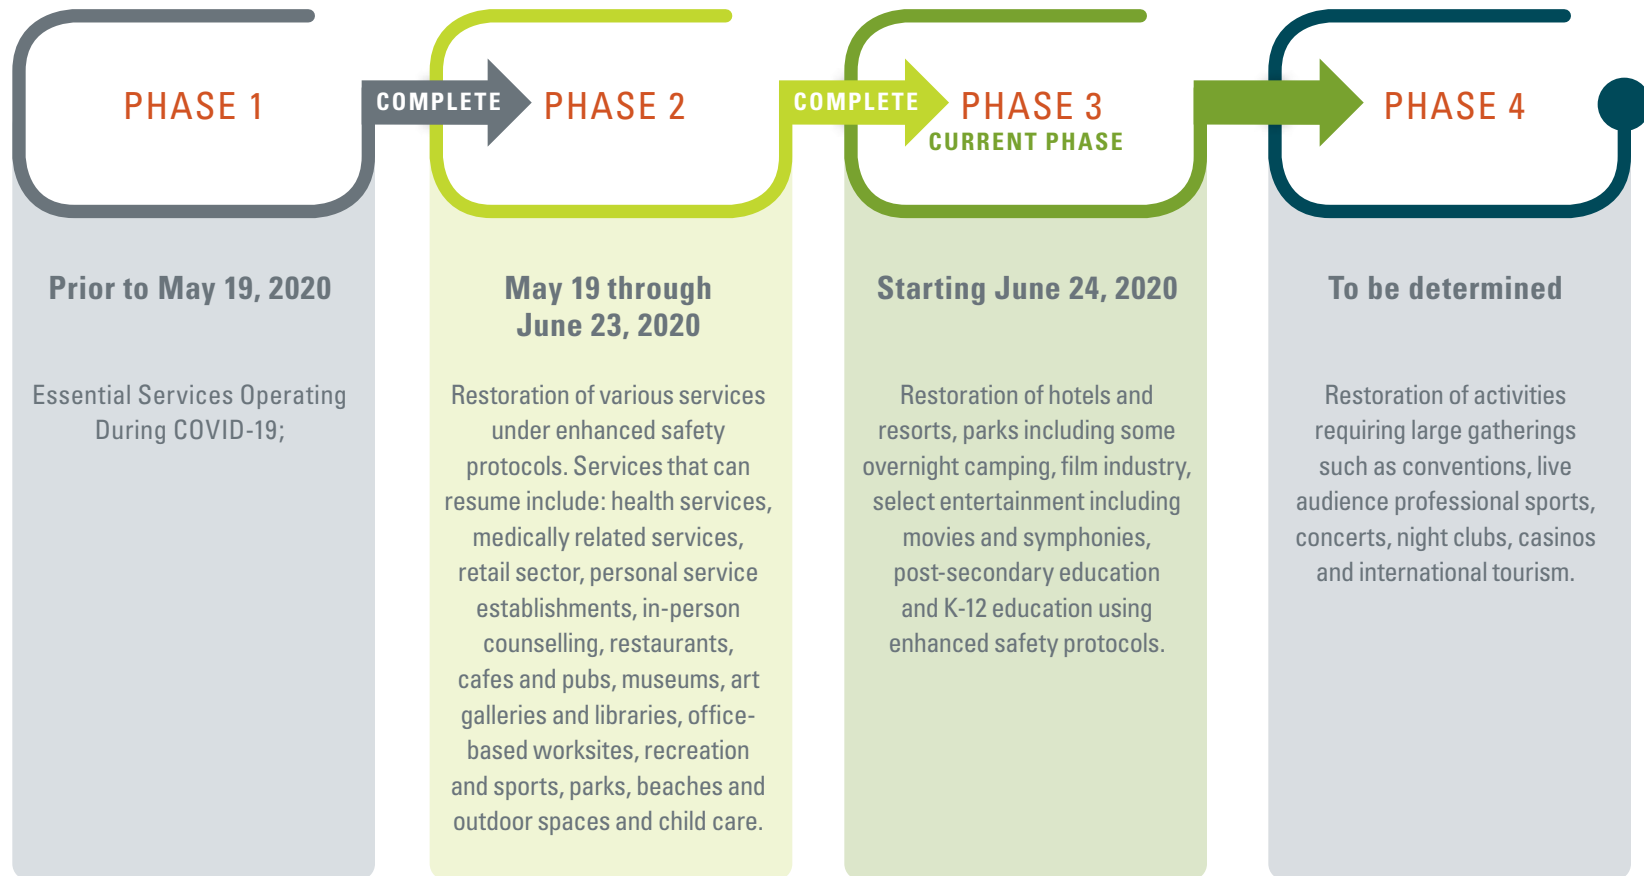 PHASE 1
COMPLETE
PHASE 2
COMPLETE
PHASE 3
CURRENT PHASE
PHASE 4
Prior to May 19, 2020
Essential Services Operating
During COVID-19;
May 19 through
June 23, 2020
Restoration of various services
under enhanced safety
protocols. Services that can
resume include: health services,
medically related services,
retail sector, personal service
establishments, in-person
counselling, restaurants,
cafes and pubs, museums, art
galleries and libraries, office-
based worksites, recreation
and sports, parks, beaches and
outdoor spaces and child care.
Starting June 24, 2020
Restoration of hotels and
resorts, parks including some
overnight camping, film industry,
select entertainment including
movies and symphonies,
post-secondary education
and K-12 education using
enhanced safety protocols.
To be determined
Restoration of activities
requiring large gatherings
such as conventions, live
audience professional sports,
concerts, night clubs, casinos
and international tourism.